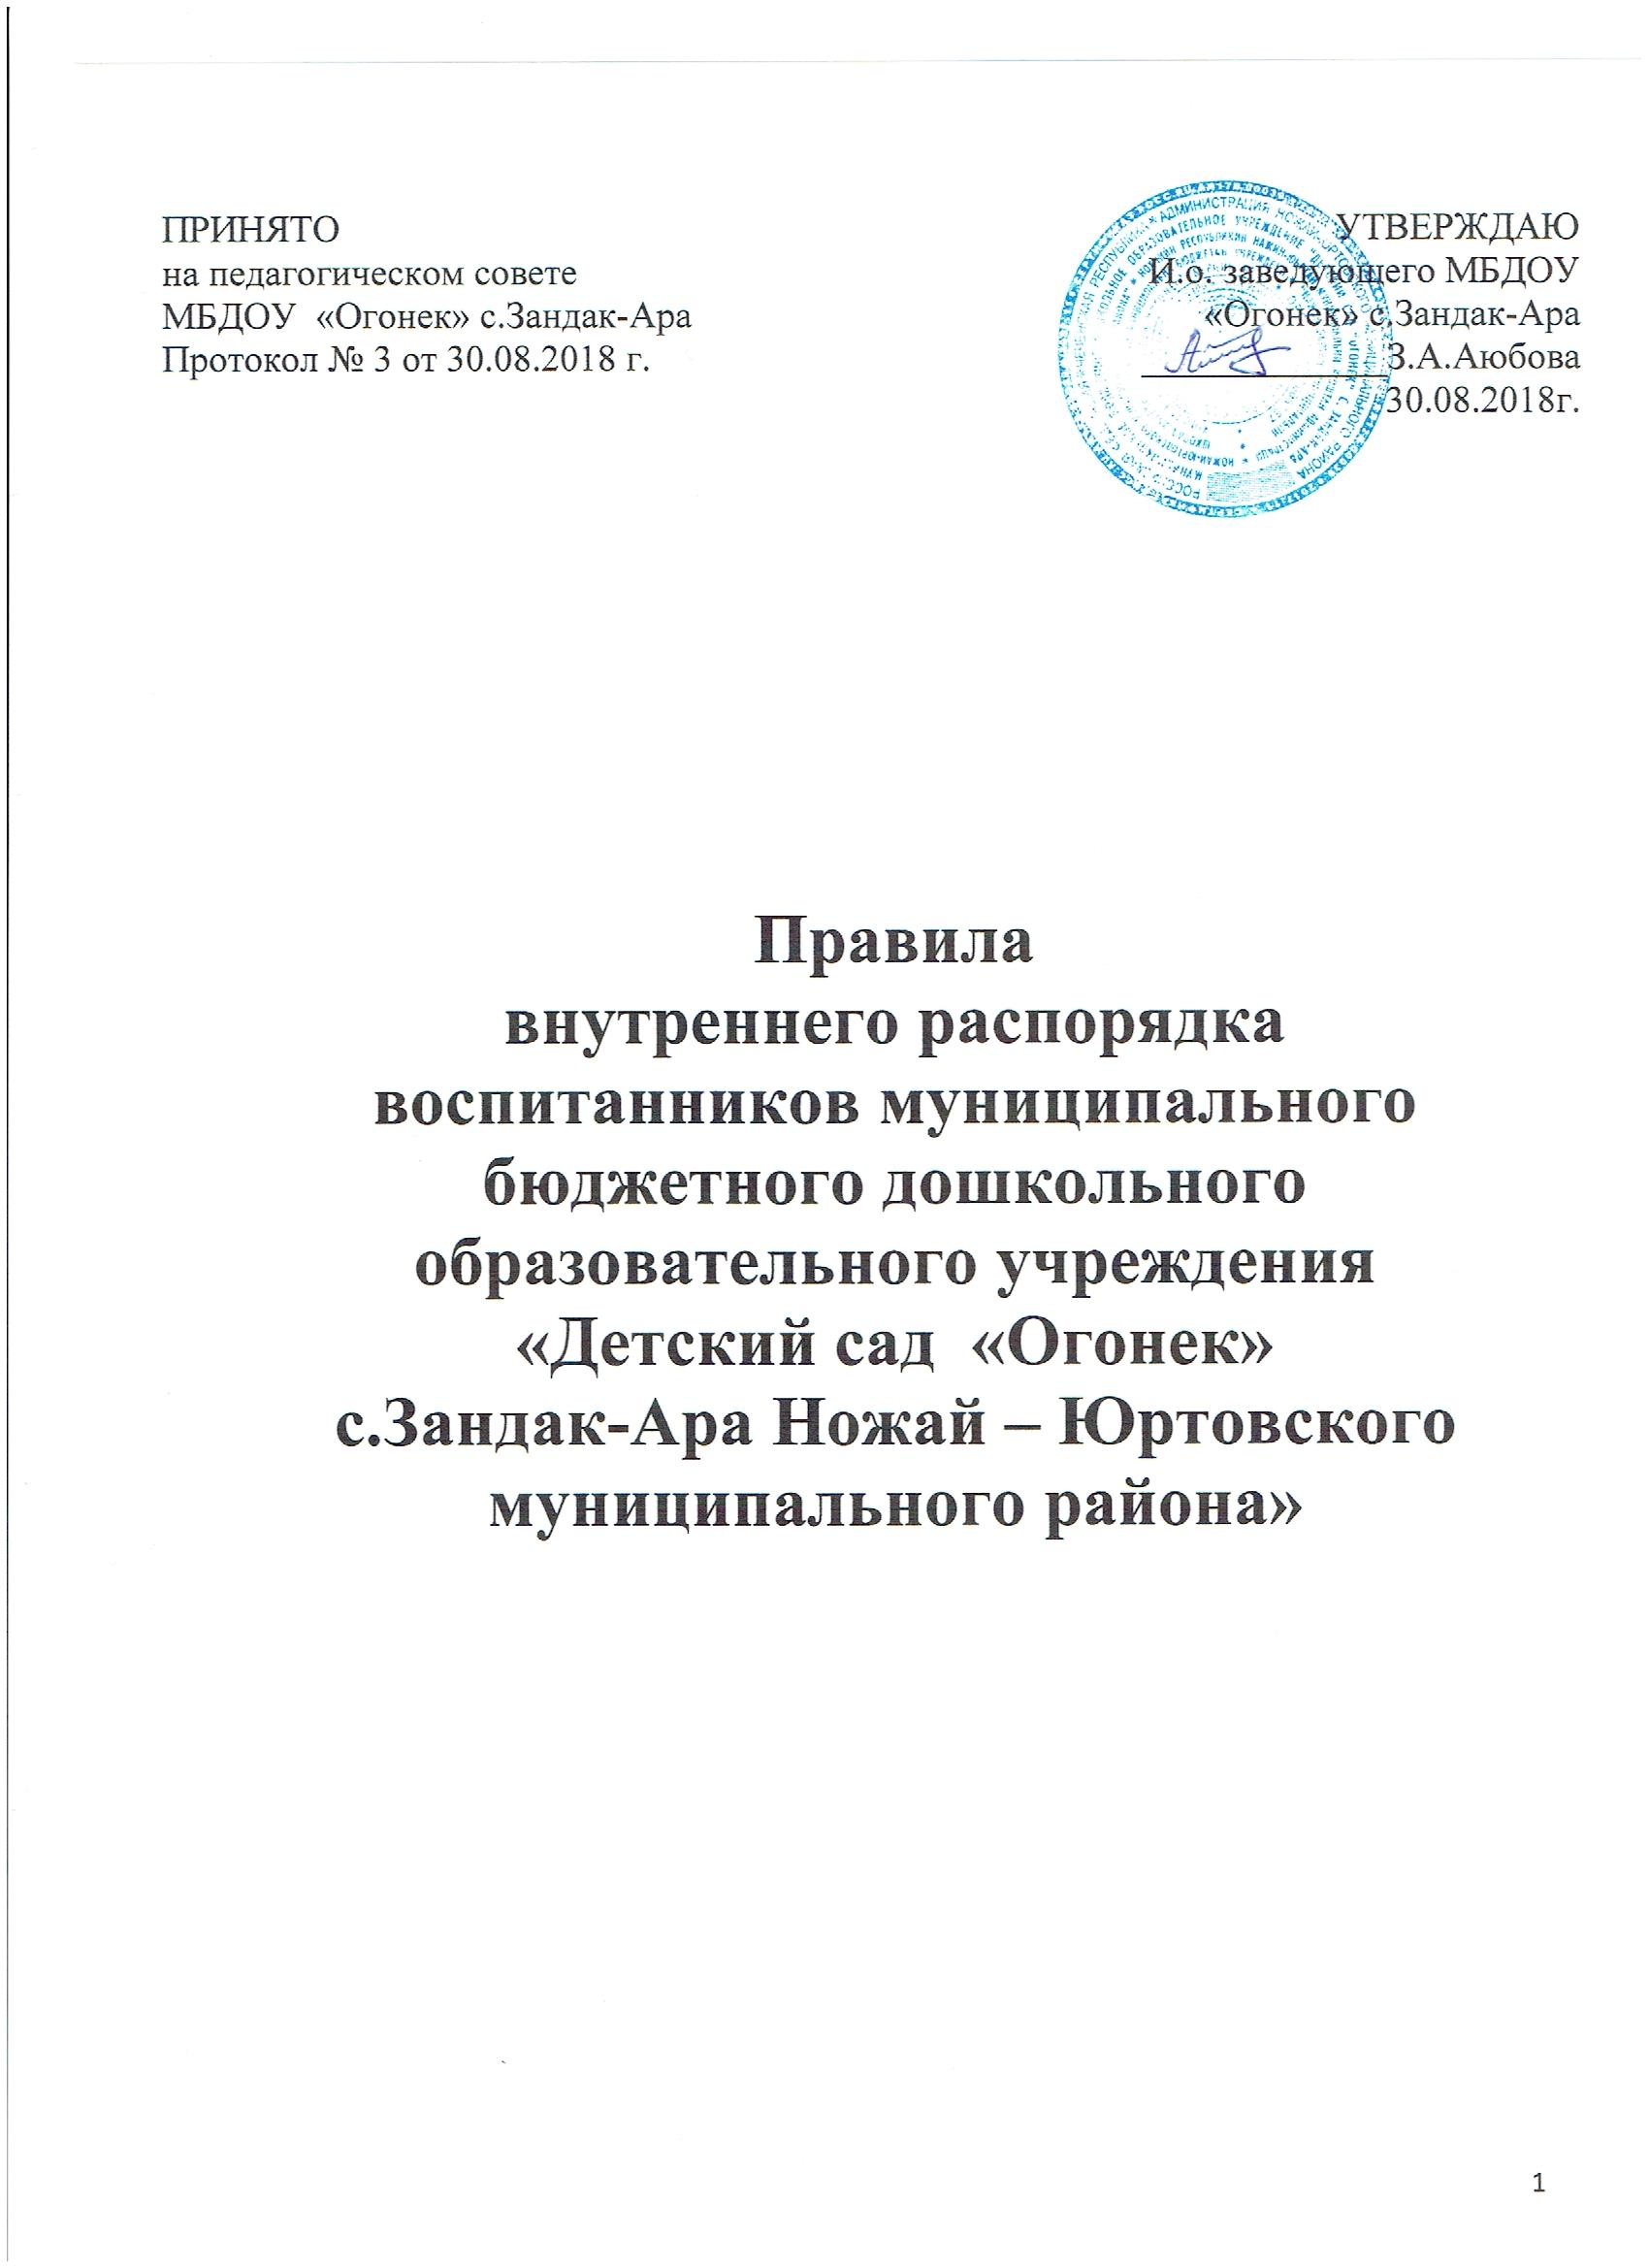 ПРИНЯТО
на педагогическом совете
МБДОУ «Огонек» с.Зандак-Ара
Протокол № 3 от 30.08.2018 г.
УТВЕРЖДАЮ
И.о. заведующего МБДОУ
«Огонек» с.Зандак-Ара
З.А.Аюбова
30.08.2018г.
Правила
внутреннего распорядка
воспитанников муниципального
бюджетного дошкольного
образовательного учреждения
«Детский сад «Огонек»
с.Зандак-Ара Ножай – Юртовского
муниципального района»
1